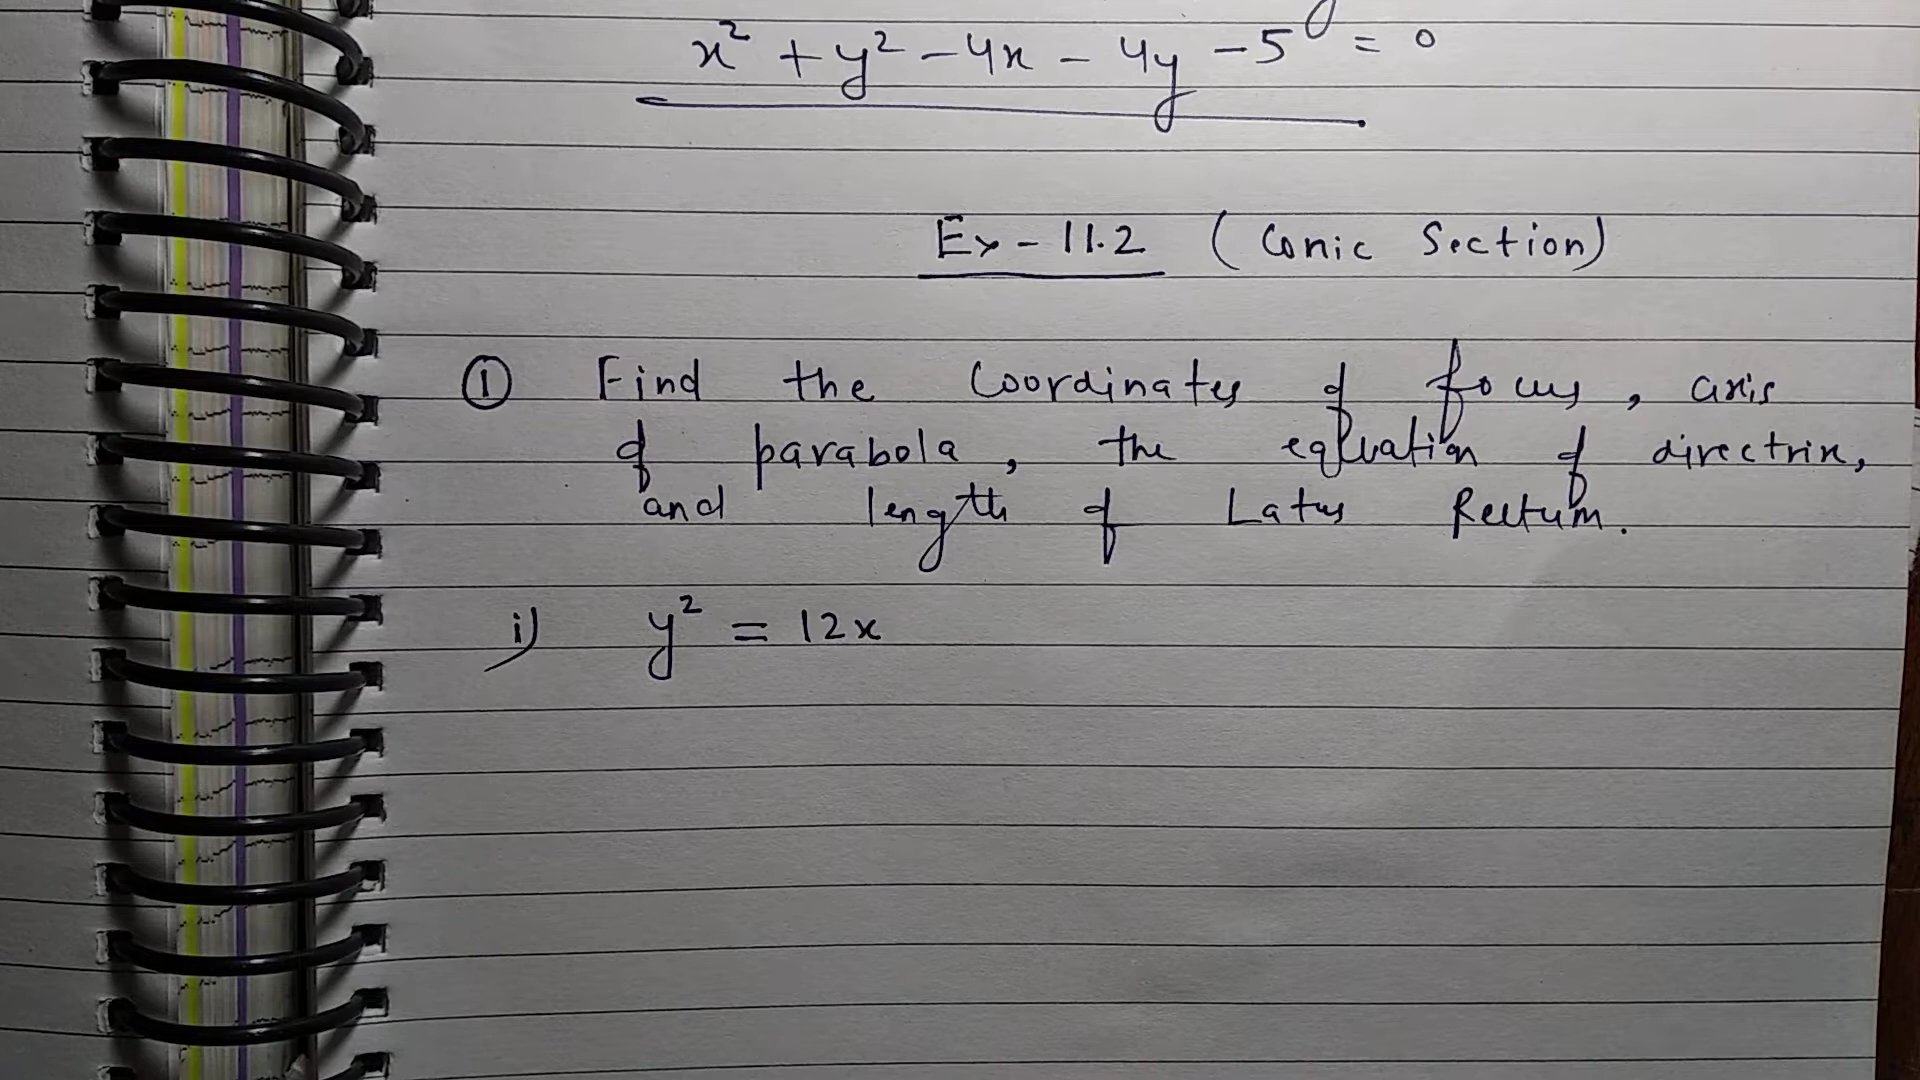 x² + y² - 4x - 4y - 5 = 0
Ex - 11.2 ( Conic Section)
① Find the Coordinates of focus, axis
of parabola, the equation of directrix,
and length of Latus Rectum.
i) y² = 12x